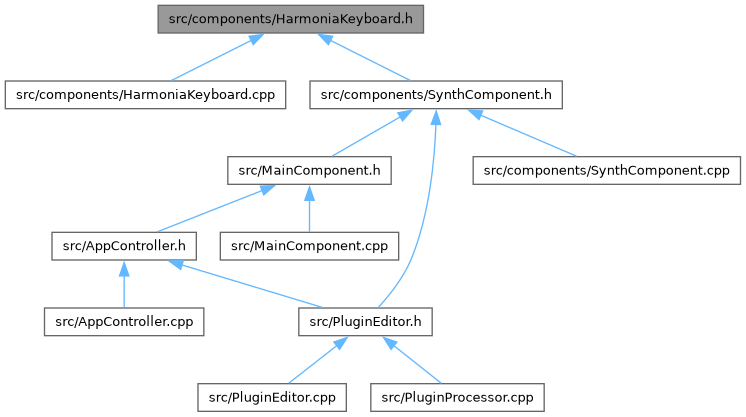 src/components/HarmoniaKeyboard.h
src/components/HarmoniaKeyboard.cpp
src/components/SynthComponent.h
src/MainComponent.h
src/components/SynthComponent.cpp
src/AppController.h
src/MainComponent.cpp
src/AppController.cpp
src/PluginEditor.h
src/PluginEditor.cpp
src/PluginProcessor.cpp